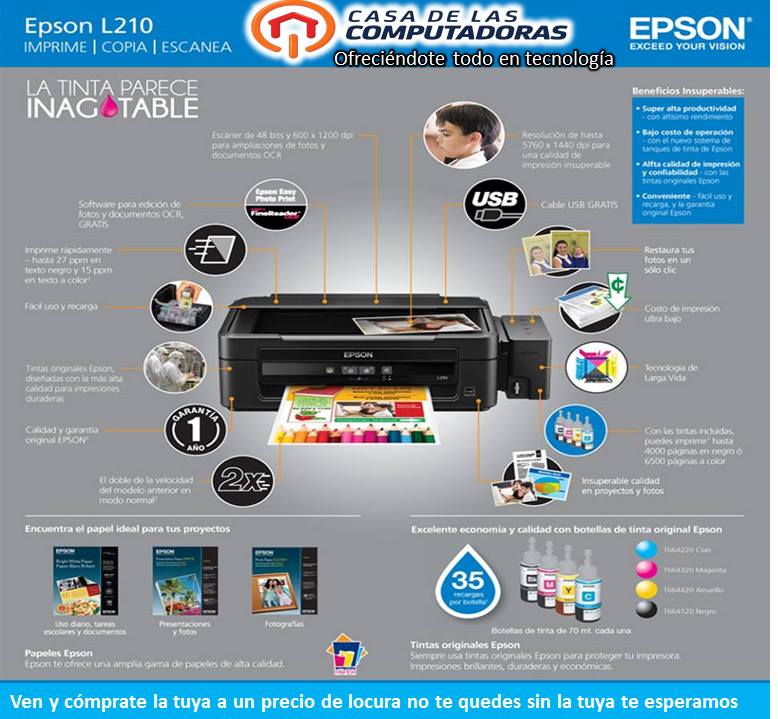 Epson L210
IMPRIME | COPIA | ESCANEA
CASA DE LAS
COMPUTADORAS
Ofreciéndote todo en tecnología
EPSON
EXCEED YOUR VISION
LA TINTA PARECE
INAGOTABLE
Beneficios Insuperables:
• Super alta productividad
- con altísimo rendimiento
• Bajo costo de operación
- con el nuevo sistema de
tanques de tinta de Epson
• Alfta calidad de impresión
y confiabilidad - con las
tintas originales Epson
• Conveniente - fácil uso y
recarga, y la garantía
original Epson
Escáner de 48 bits y 600 x 1200 dpi
para ampliaciones de fotos y
documentos OCR
Resolución de hasta
5760 x 1440 dpi para
una calidad de
impresión insuperable
Software para edición de
fotos y documentos OCR,
GRATIS
Epson Easy
Photo Print
FineReader
USB
Cable USB GRATIS
Imprime rápidamente
– hasta 27 ppm en
texto negro y 15 ppm
en texto a color¹
Restaura tus
fotos en un
sólo clic
Fácil uso y recarga
Costo de impresión
ultra bajo
EPSON
L210
Tintas originales Epson,
diseñadas con la más alta
calidad para impresiones
duraderas
Tecnología de
Larga Vida
Calidad y garantía
original EPSON³
GARANTÍA
1
AÑO
Con las tintas incluidas,
puedes imprimir¹ hasta
4000 páginas en negro ó
6500 páginas a color
El doble de la velocidad
del modelo anterior en
modo normal²
2x
Insuperable calidad
en proyectos y fotos
Encuentra el papel ideal para tus proyectos
EPSON
EPSON
EPSON
Uso diario, tareas
escolares y documentos
Presentaciones
y fotos
Fotografías
Papeles Epson
Epson te ofrece una amplia gama de papeles de alta calidad.
Excelente economía y calidad con botellas de tinta original Epson
35
recargas
por botella¹
BK
M
Y
C
T664220 Cian
T664320 Magenta
T664420 Amarillo
T664120 Negro
Botellas de tinta de 70 ml. cada una
Tintas originales Epson
Siempre usa tintas originales Epson para proteger tu impresora.
Impresiones brillantes, duraderas y económicas.
Ven y cómprate la tuya a un precio de locura no te quedes sin la tuya te esperamos